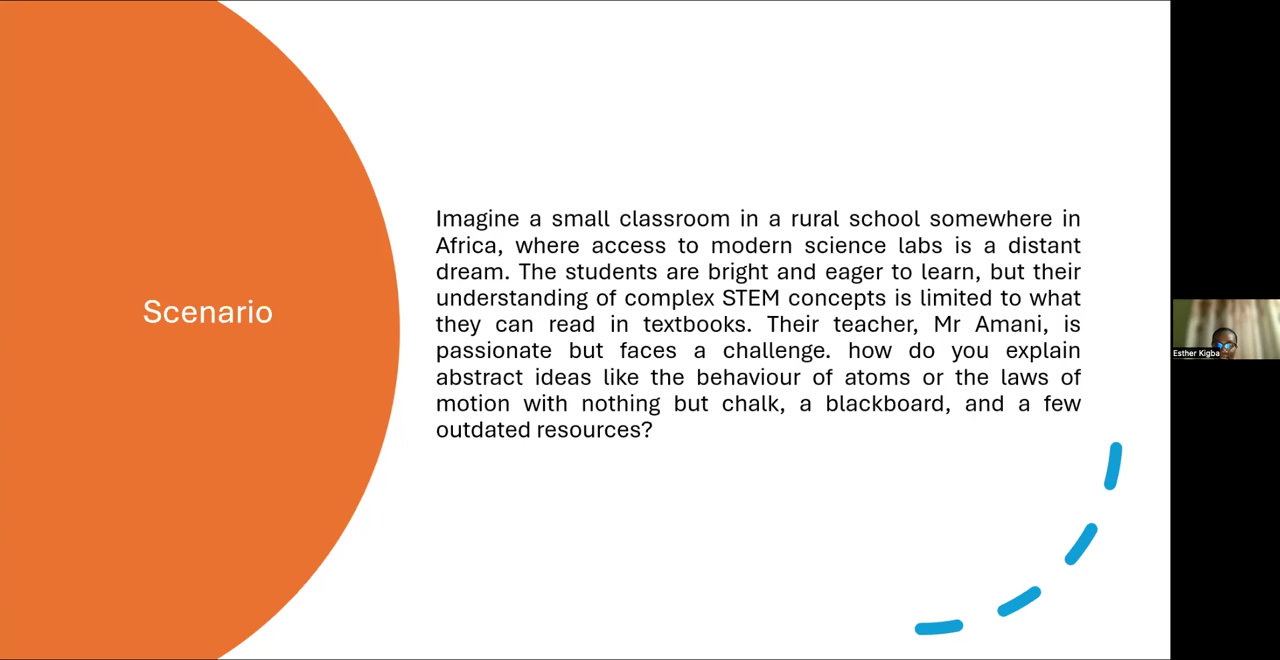 Scenario
Imagine a small classroom in a rural school somewhere in
Africa, where access to modern science labs is a distant
dream. The students are bright and eager to learn, but their
understanding of complex STEM concepts is limited to what
they can read in textbooks. Their teacher, Mr Amani, is
passionate but faces a challenge. how do you explain
abstract ideas like the behaviour of atoms or the laws of
motion with nothing but chalk, a blackboard, and a few
outdated resources?
Esther Kigba